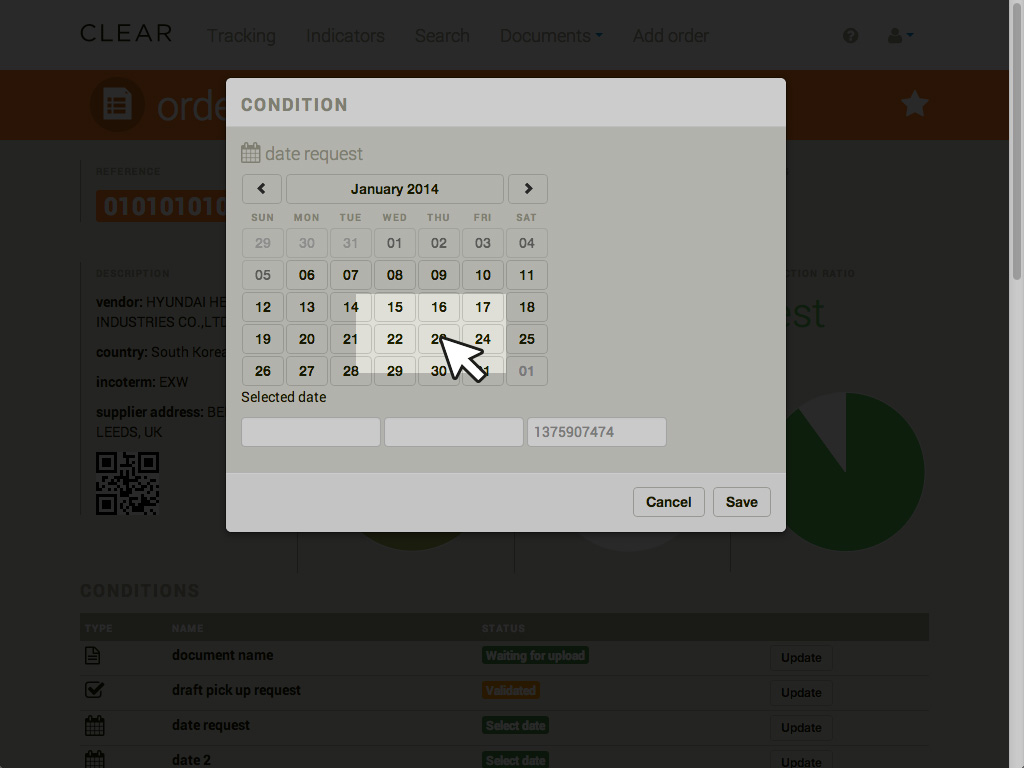 CLEAR Tracking Indicators Search Documents Add order
orde
CONDITION
date request
January 2014
SUN MON TUE WED THU FRI SAT
29 30 31 01 02 03 04
05 06 07 08 09 10 11
12 13 14 15 16 17 18
19 20 21 22 24 25
26 27 28 29 30 01
Selected date
1375907474
Cancel Save
REFERENCE
010101010
DESCRIPTION
vendor: HYUNDAI HE
INDUSTRIES CO.,LTD
country: South Korea
incoterm: EXW
supplier address: BE
LEEDS, UK
CTION RATIO
est
CONDITIONS
TYPE NAME STATUS
document name Waiting for upload Update
draft pick up request Validated Update
date request Select date Update
date 2 Select date Update